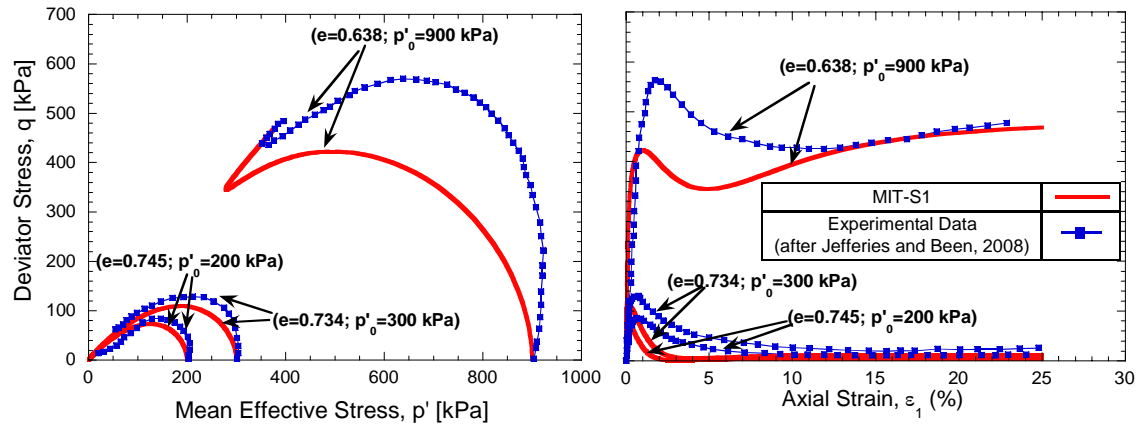 700
600
500
400
300
200
100
0
Deviator Stress, q [kPa]
(e=0.638; p'0=900 kPa)
(e=0.745; p'0=200 kPa)
(e=0.734; p'0=300 kPa)
0 200 400 600 800 1000
Mean Effective Stress, p' [kPa]
(e=0.638; p'0=900 kPa)
MIT-S1
Experimental Data
(after Jefferies and Been, 2008)
(e=0.734; p'0=300 kPa)
(e=0.745; p'0=200 kPa)
0 5 10 15 20 25 30
Axial Strain, ε1 (%)